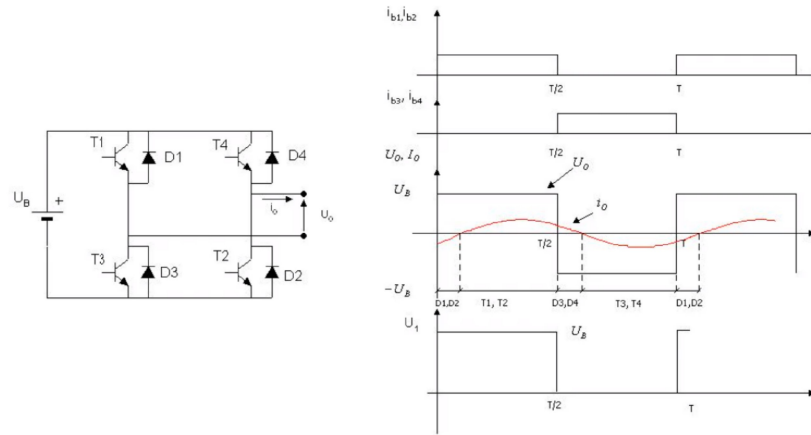 T1
D1
T4
D4
U_B
+
i_o
U_o
T3
D3
T2
D2
i_b1, i_b2
T/2
T
i_b3, i_b4
T/2
T
U_O, I_O
U_O
U_B
i_O
T/2
T
-U_B
D1,D2
T1, T2
D3,D4
T3, T4
D1,D2
U_1
U_B
T/2
T